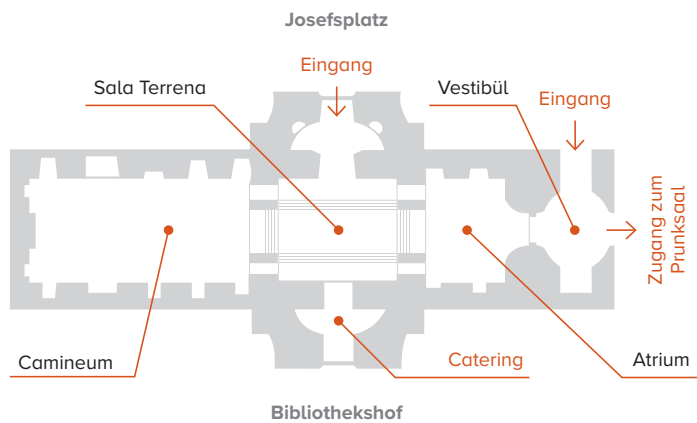 Josefsplatz
Eingang
Sala Terrena
Vestibül
Eingang
Zugang zum
Prunksaal
Camineum
Catering
Atrium
Bibliothekshof